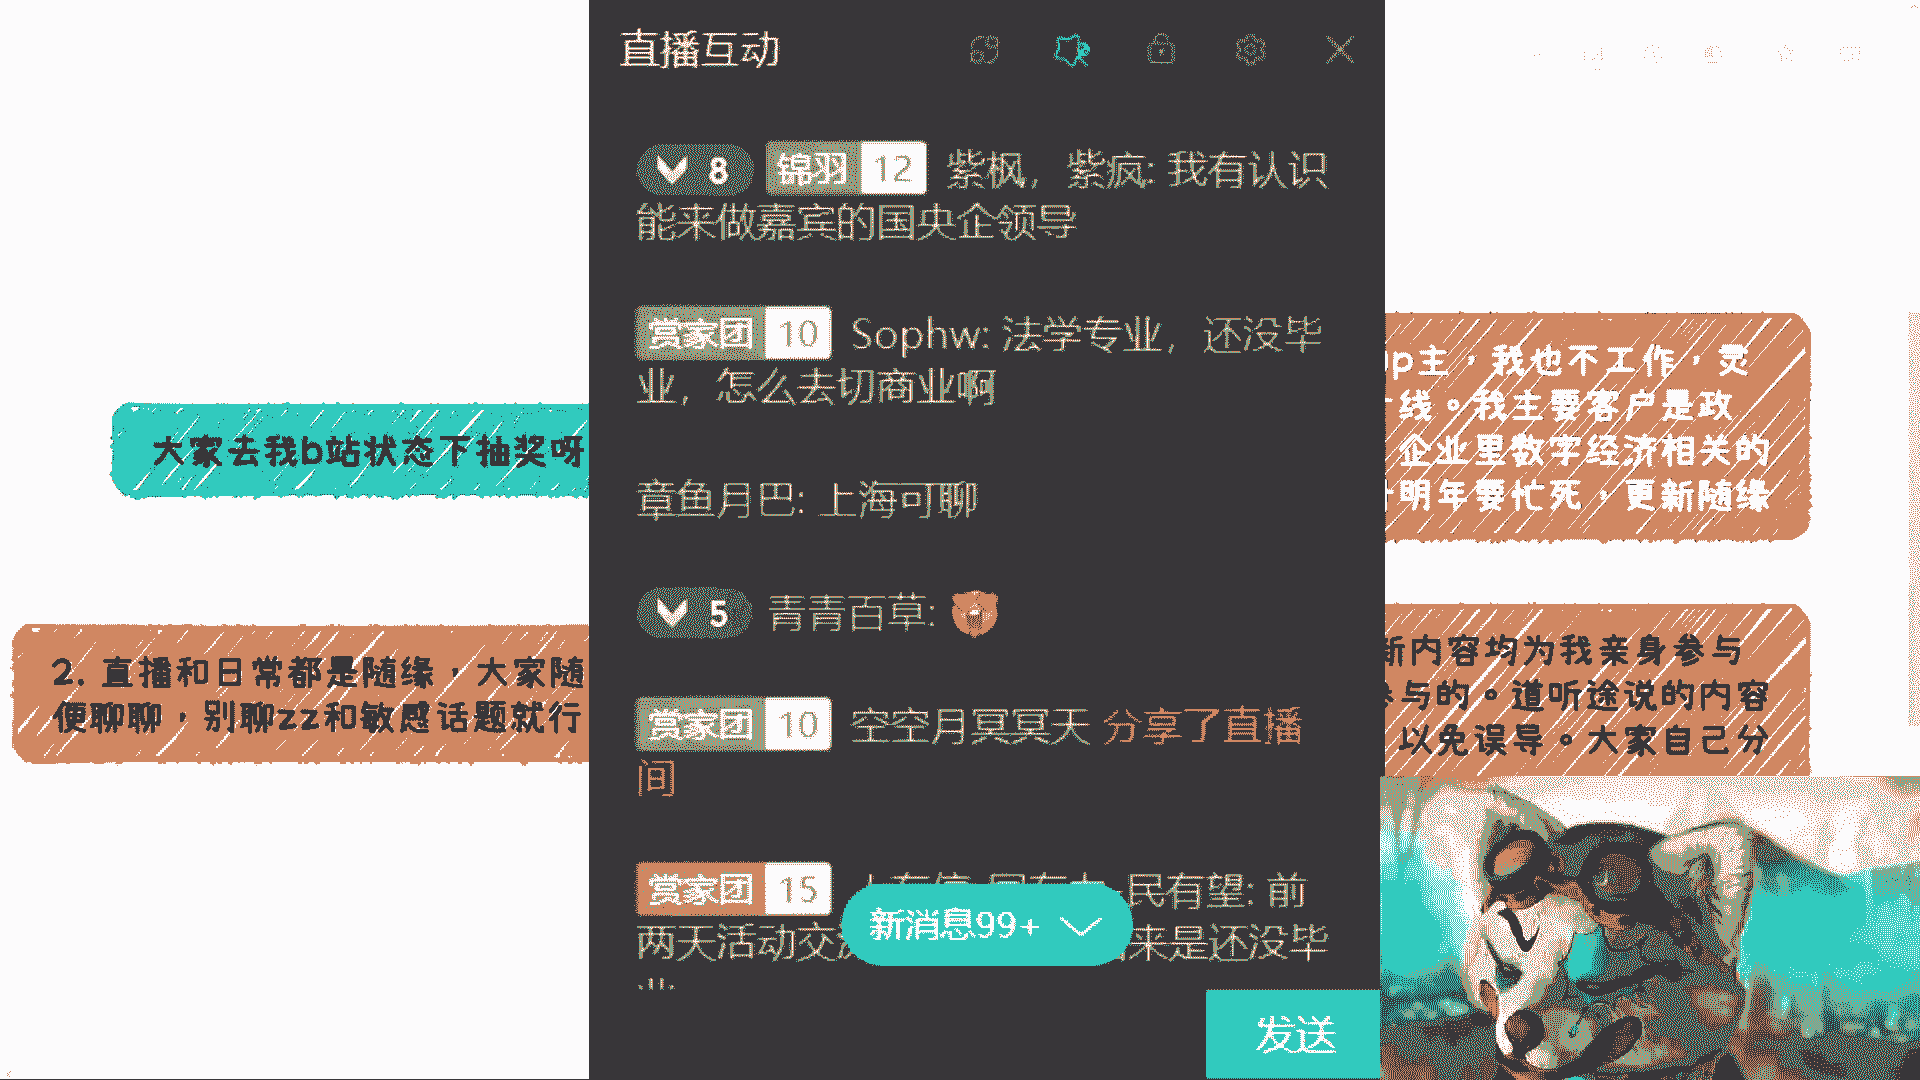 直播互动
8 锦羽 12 紫枫，紫疯: 我有认识
能来做嘉宾的国央企领导
赏家团 10 Sophw: 法学专业，还没毕
业，怎么去切商业啊
章鱼月巴: 上海可聊
5 青青百草:
赏家团 10 空空月冥冥天 分享了直播
间
赏家团 15 民有望: 前
两天活动交 来是还没毕
新消息99+
发送
大家去我b站状态下抽奖呀
2. 直播和日常都是随缘，大家随
便聊聊，别聊zz和敏感话题就行
p主，我也不工作，灵
线。我主要客户是政
企业里数字经济相关的
明年要忙死，更新随缘
新内容均为我亲身参与
参与的。道听途说的内容
以免误导。大家自己分